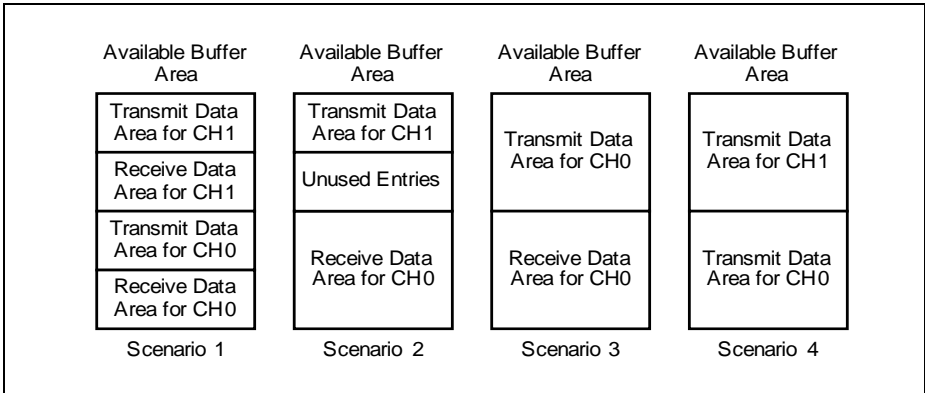 Available Buffer
Area
Transmit Data
Area for CH1
Receive Data
Area for CH1
Transmit Data
Area for CH0
Receive Data
Area for CH0
Scenario 1
Available Buffer
Area
Transmit Data
Area for CH1
Unused Entries
Receive Data
Area for CH0
Scenario 2
Available Buffer
Area
Transmit Data
Area for CH0
Receive Data
Area for CH0
Scenario 3
Available Buffer
Area
Transmit Data
Area for CH1
Transmit Data
Area for CH0
Scenario 4